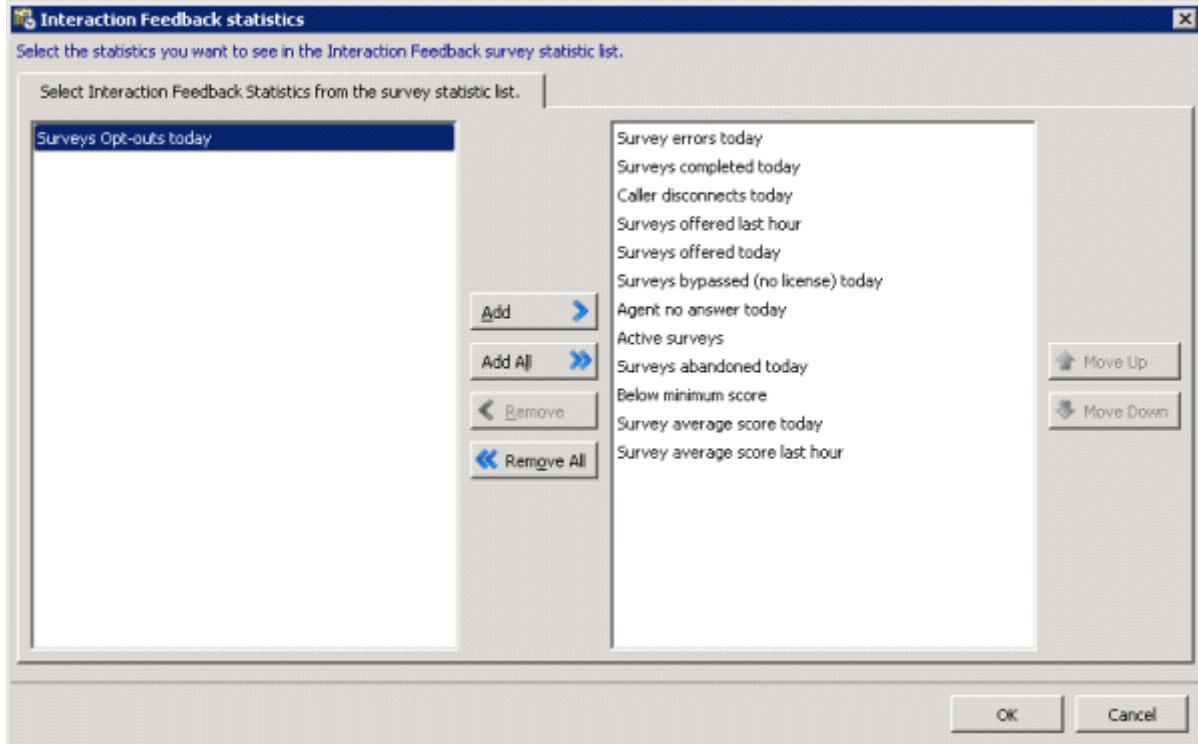 Interaction Feedback statistics
Select the statistics you want to see in the Interaction Feedback survey statistic list.
Select Interaction Feedback Statistics from the survey statistic list.
Surveys Opt-outs today
Add
Add All
Remove
Remove All
Survey errors today
Surveys completed today
Caller disconnects today
Surveys offered last hour
Surveys offered today
Surveys bypassed (no license) today
Agent no answer today
Active surveys
Surveys abandoned today
Below minimum score
Survey average score today
Survey average score last hour
Move Up
Move Down
OK
Cancel